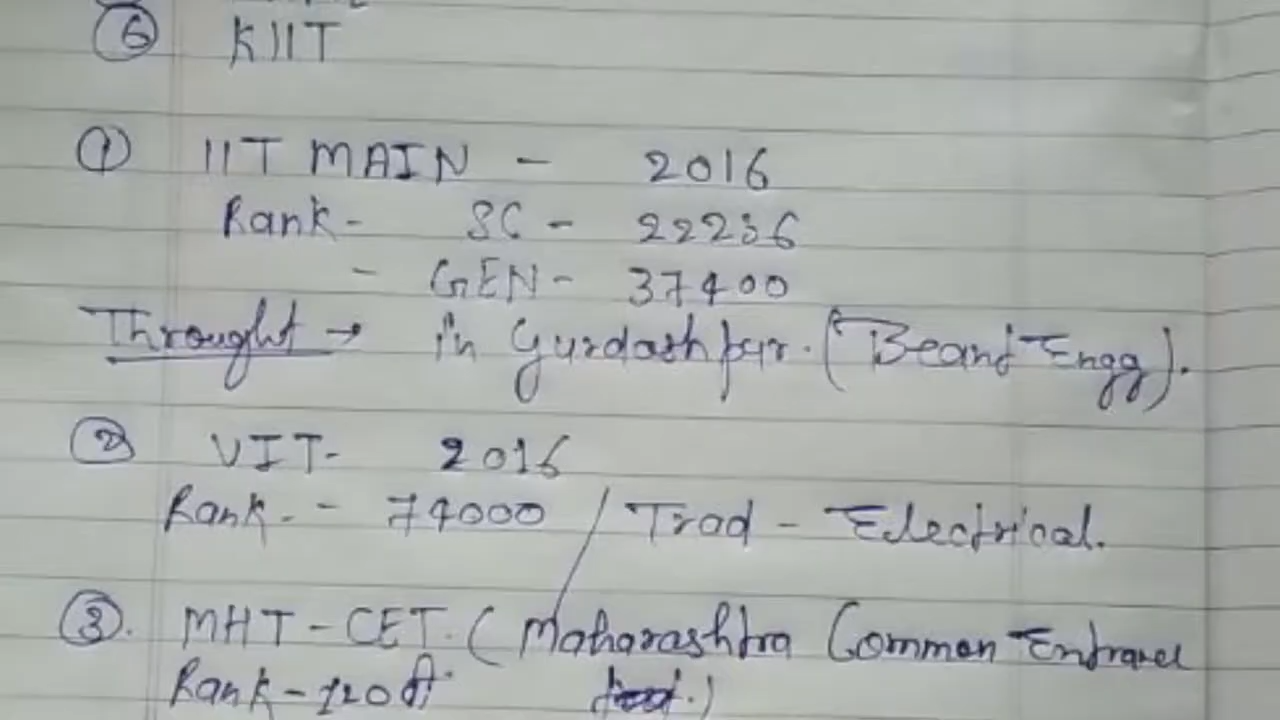 ⑥ KIIT
① IIT MAIN - 2016
Rank - SC - 22236
- GEN - 37400
Throught → in Gurdashpur. (Beant Engg).
② VIT - 2016
Rank. - 74000 / Trad - Electrical.
③. MHT - CET. (Maharashtra Common Entrance
Rank - 120